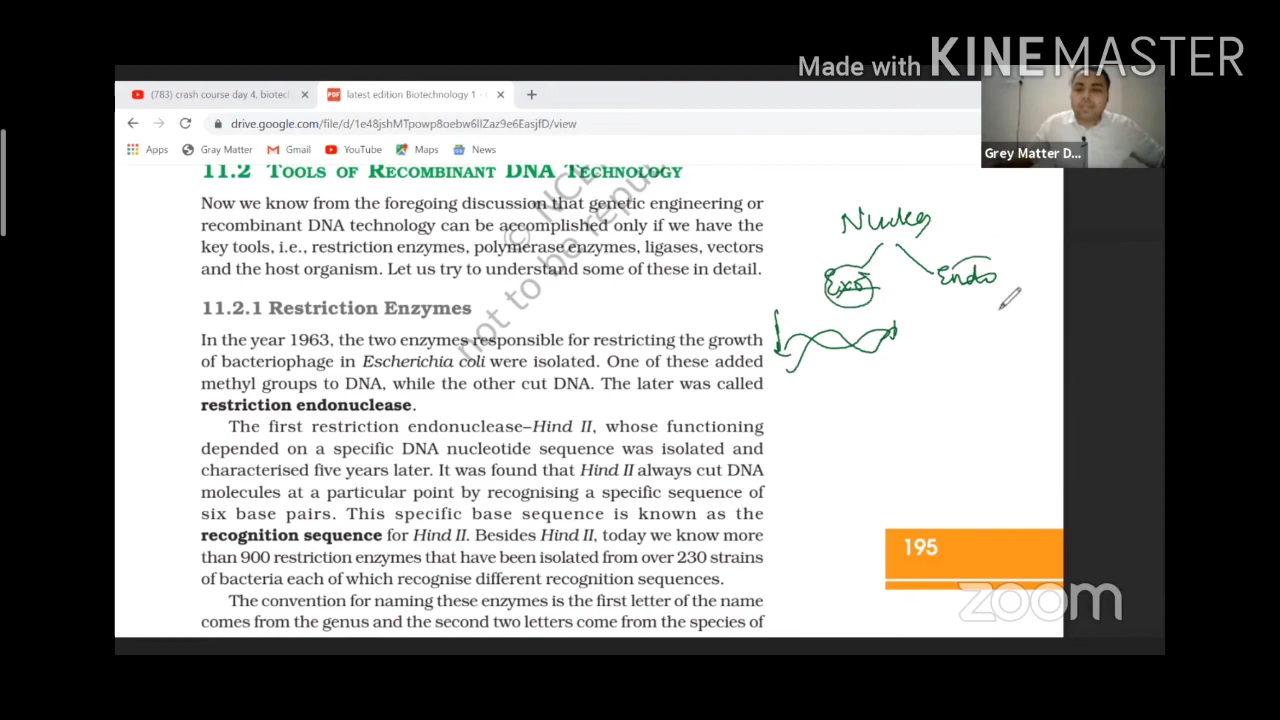 Made with KINEMASTER
(783) crash course day 4, biotech
latest edition Biotechnology 1 -
drive.google.com/file/d/1e48jshMTpowp8oebw6lIZaz9e6EasjfD/view
Apps Gray Matter Gmail YouTube Maps News
Grey Matter D...
11.2 TOOLS OF RECOMBINANT DNA TECHNOLOGY
Now we know from the foregoing discussion that genetic engineering or
recombinant DNA technology can be accomplished only if we have the
key tools, i.e., restriction enzymes, polymerase enzymes, ligases, vectors
and the host organism. Let us try to understand some of these in detail.
11.2.1 Restriction Enzymes
In the year 1963, the two enzymes responsible for restricting the growth
of bacteriophage in Escherichia coli were isolated. One of these added
methyl groups to DNA, while the other cut DNA. The later was called
restriction endonuclease.
The first restriction endonuclease–Hind II, whose functioning
depended on a specific DNA nucleotide sequence was isolated and
characterised five years later. It was found that Hind II always cut DNA
molecules at a particular point by recognising a specific sequence of
six base pairs. This specific base sequence is known as the
recognition sequence for Hind II. Besides Hind II, today we know more
than 900 restriction enzymes that have been isolated from over 230 strains
of bacteria each of which recognise different recognition sequences.
The convention for naming these enzymes is the first letter of the name
comes from the genus and the second two letters come from the species of
© NCE
not to be repu
Exo
Endo
195
zoom